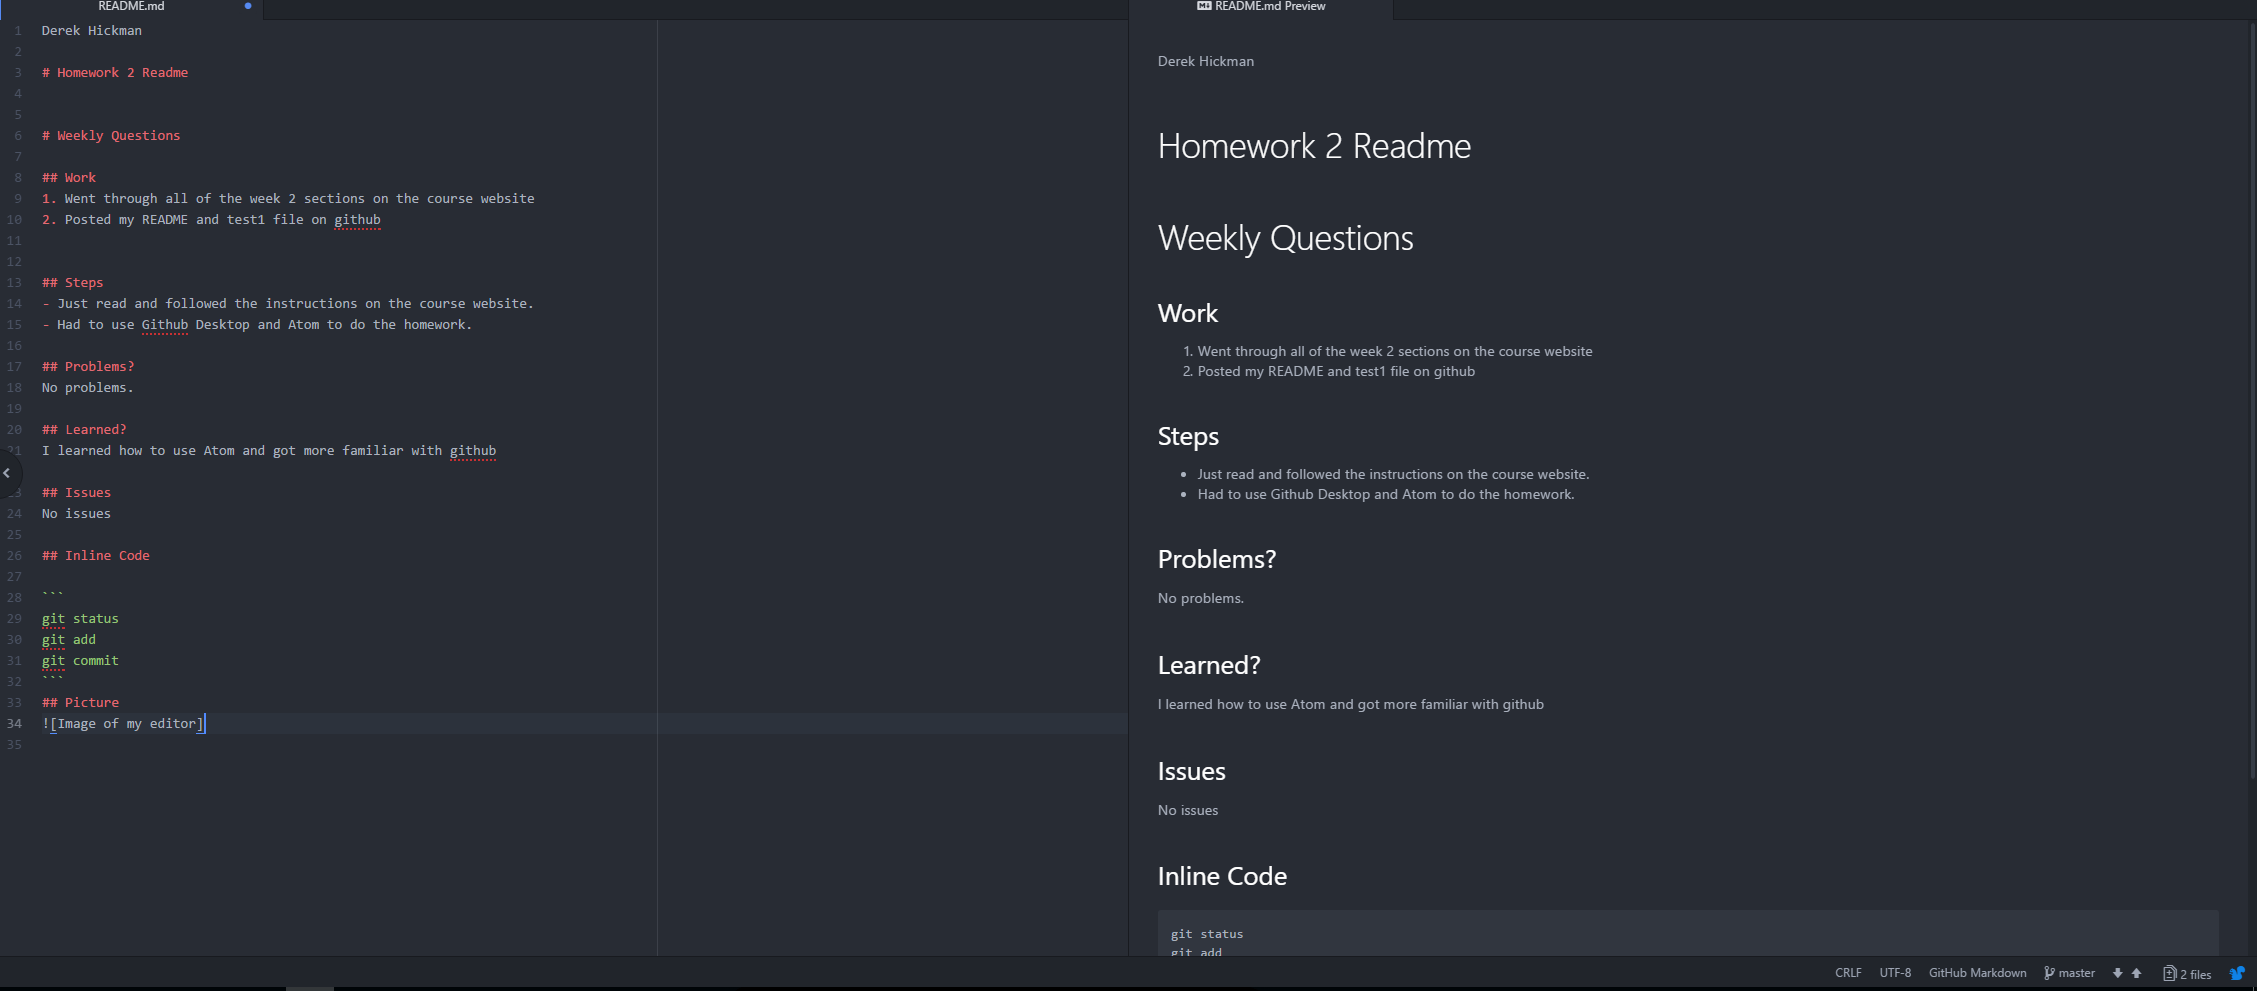 README.md
1 Derek Hickman
2
3 # Homework 2 Readme
4
5
6 # Weekly Questions
7
8 ## Work
9 1. Went through all of the week 2 sections on the course website
10 2. Posted my README and test1 file on github
11
12
13 ## Steps
14 - Just read and followed the instructions on the course website.
15 - Had to use Github Desktop and Atom to do the homework.
16
17 ## Problems?
18 No problems.
19
20 ## Learned?
21 I learned how to use Atom and got more familiar with github
23 ## Issues
24 No issues
25
26 ## Inline Code
27
28 ```
29 git status
30 git add
31 git commit
32 ```
33 ## Picture
34 ![Image of my editor]
35
README.md Preview
Derek Hickman
Homework 2 Readme
Weekly Questions
Work
1. Went through all of the week 2 sections on the course website
2. Posted my README and test1 file on github
Steps
• Just read and followed the instructions on the course website.
• Had to use Github Desktop and Atom to do the homework.
Problems?
No problems.
Learned?
I learned how to use Atom and got more familiar with github
Issues
No issues
Inline Code
git status
git add
CRLF UTF-8 GitHub Markdown master 2 files